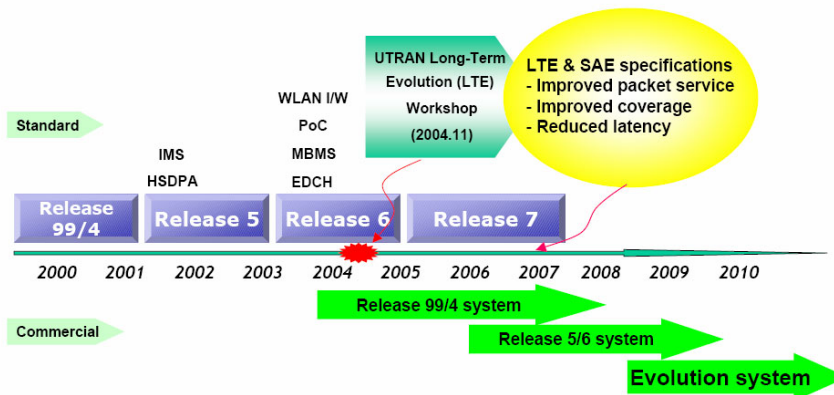 UTRAN Long-Term
Evolution (LTE)
Workshop
(2004.11)
LTE & SAE specifications
- Improved packet service
- Improved coverage
- Reduced latency
Standard
WLAN I/W
PoC
MBMS
EDCH
IMS
HSDPA
Release
99/4
Release 5
Release 6
Release 7
2000 2001 2002 2003 2004 2005 2006 2007 2008 2009 2010
Commercial
Release 99/4 system
Release 5/6 system
Evolution system